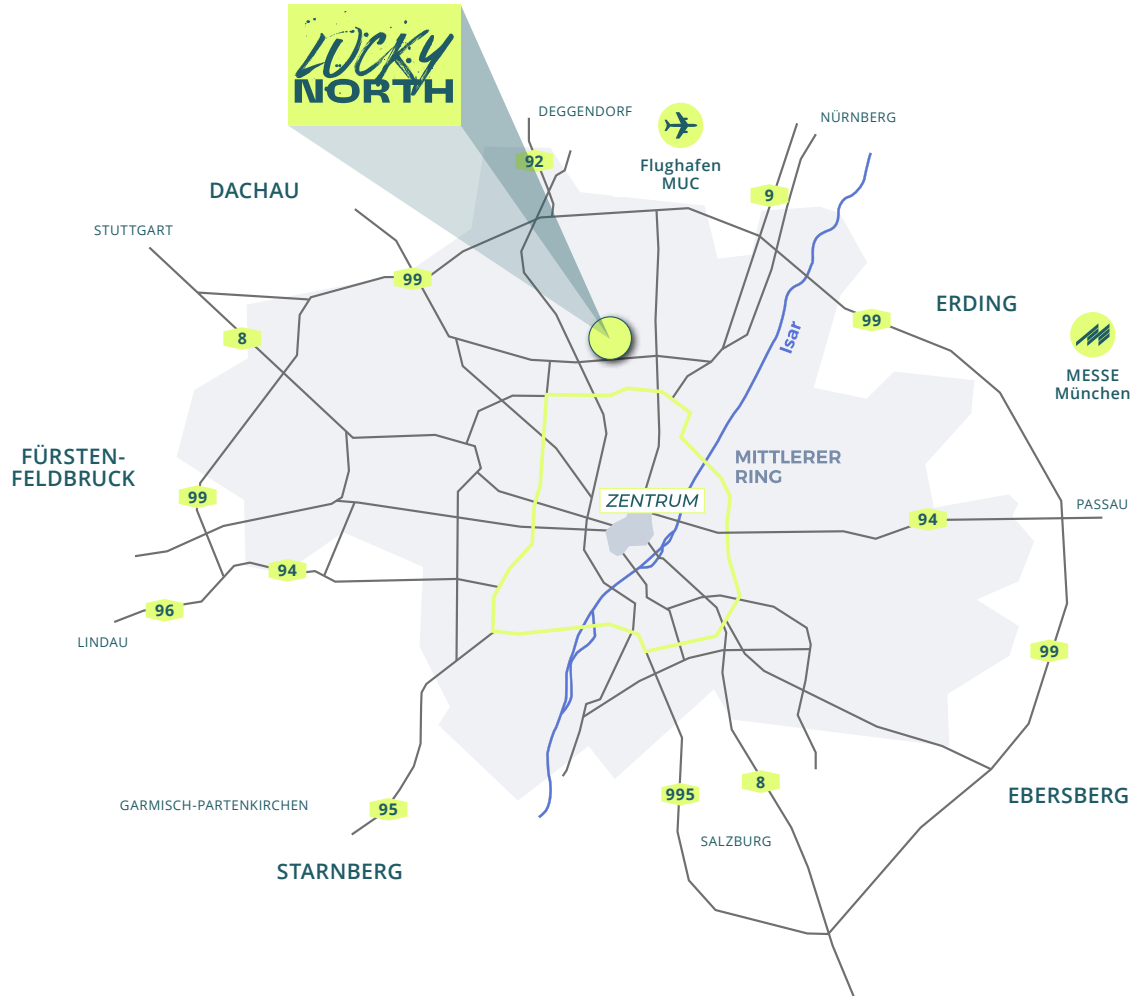 LUCKY
NORTH
DEGGENDORF
NÜRNBERG
92
Flughafen
MUC
9
DACHAU
STUTTGART
99
8
99
ERDING
Isar
MESSE
München
FÜRSTEN-
FELDBRUCK
MITTLERER
RING
99
ZENTRUM
PASSAU
94
94
96
LINDAU
99
995
8
EBERSBERG
GARMISCH-PARTENKIRCHEN
95
SALZBURG
STARNBERG